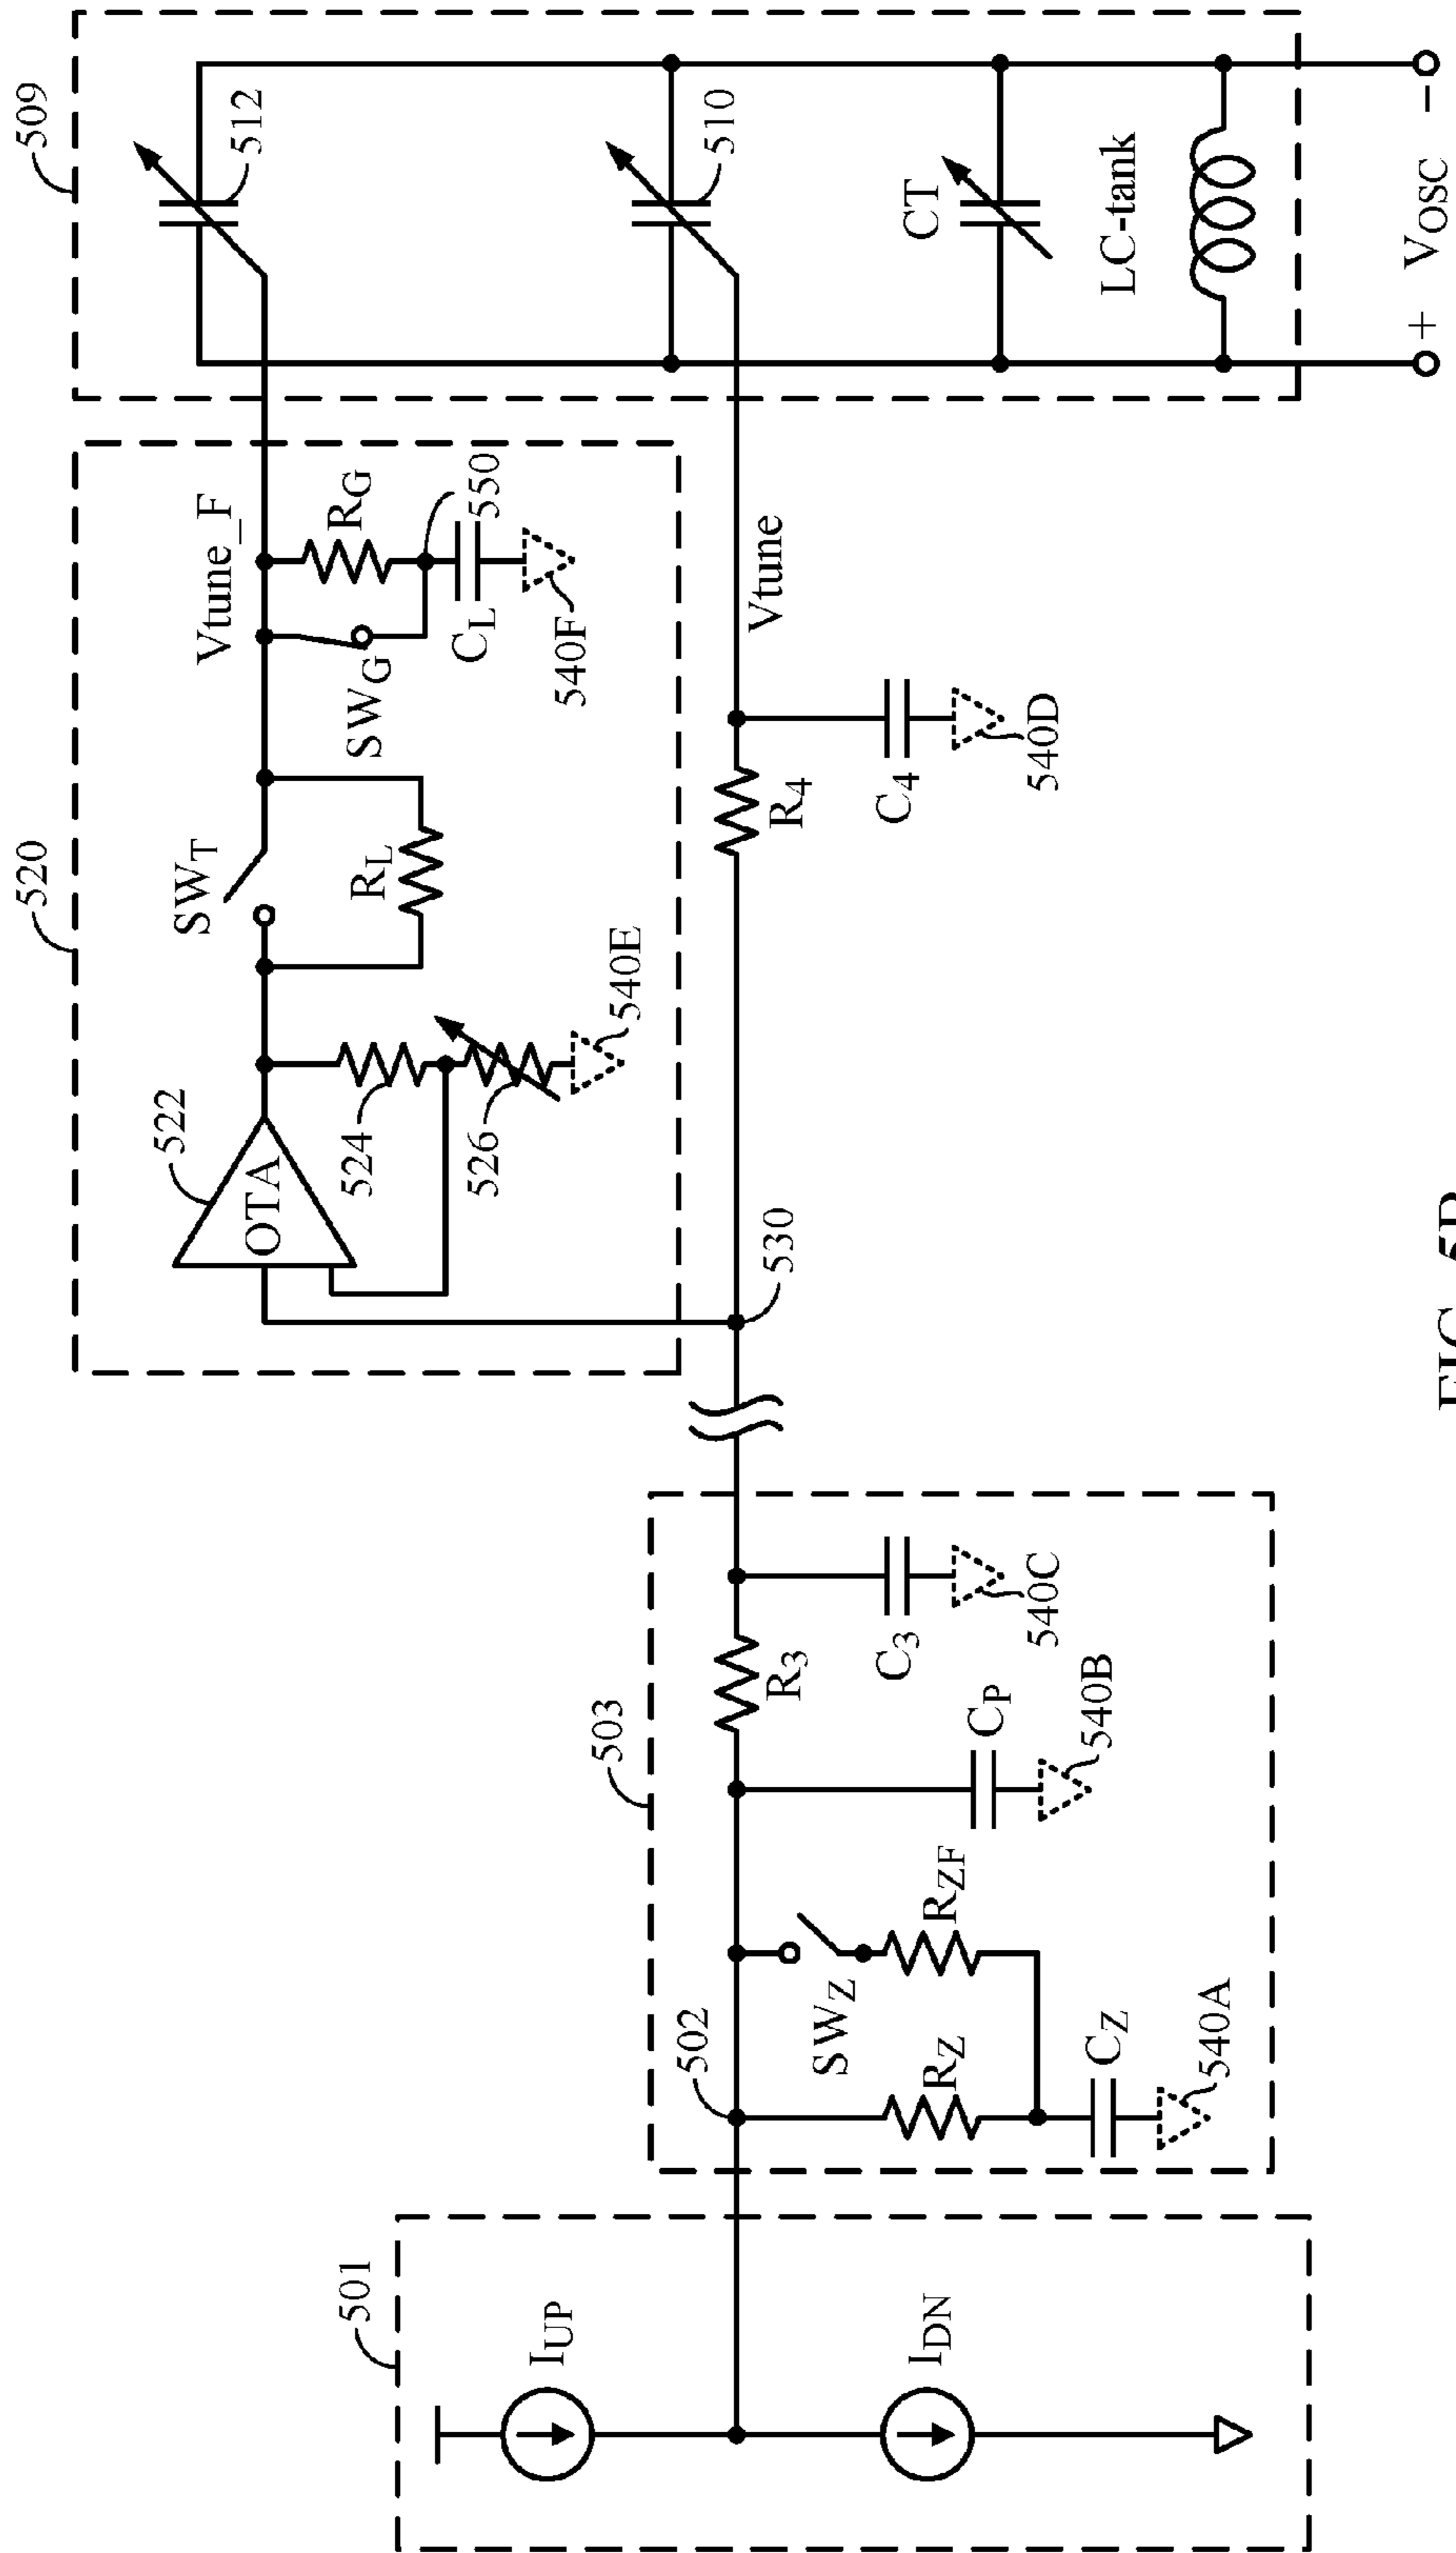 509
512
510
CT
LC-tank
+ VOSC -
520
Vtune_F
RG
550
SWG
CL
540F
SWT
RL
522
OTA
524
526
540E
530
Vtune
R4
C4
540D
503
R3
C3
540C
CP
540B
502
SWZ
RZF
RZ
CZ
540A
501
IUP
IDN